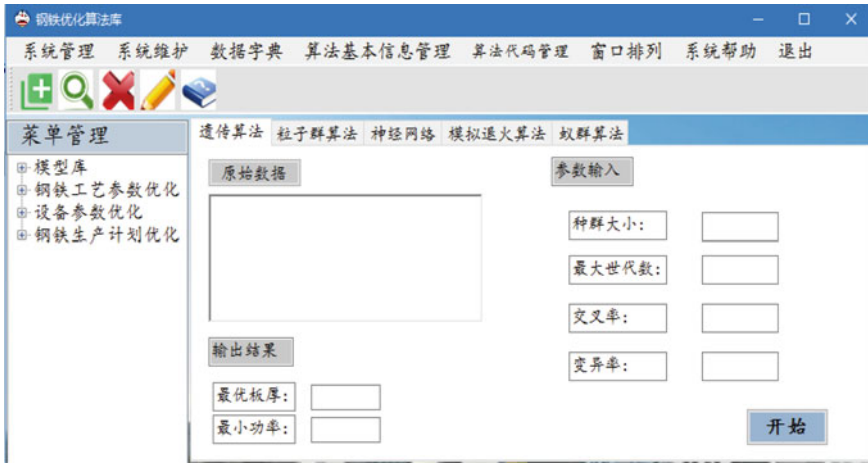 钢铁优化算法库
系统管理 系统维护 数据字典 算法基本信息管理 算法代码管理 窗口排列 系统帮助 退出
菜单管理
模型库
钢铁工艺参数优化
设备参数优化
钢铁生产计划优化
遗传算法 粒子群算法 神经网络 模拟退火算法 蚁群算法
原始数据
参数输入
种群大小:
最大世代数:
交叉率:
变异率:
输出结果
最优板厚:
最小功率:
开始